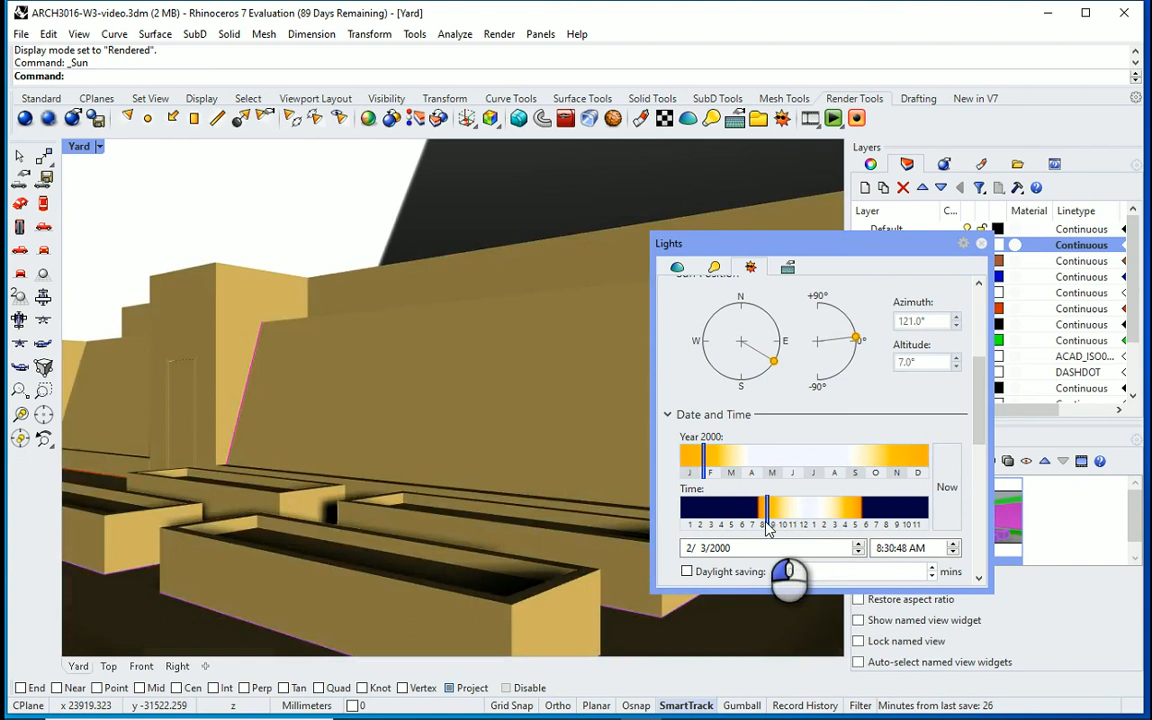 ARCH3016-W3-video.3dm (2 MB) - Rhinoceros 7 Evaluation (89 Days Remaining) - [Yard]
File Edit View Curve Surface SubD Solid Mesh Dimension Transform Tools Analyze Render Panels Help
Display mode set to "Rendered".
Command: _Sun
Command:
Standard CPlanes Set View Display Select Viewport Layout Visibility Transform Curve Tools Surface Tools Solid Tools SubD Tools Mesh Tools Render Tools Drafting New in V7
Yard
Layers
Layer C... Material Linetype
Default Continuous
Continuous
Continuous
Continuous
Continuous
Continuous
Continuous
Continuous
ACAD_ISO0...
DASHDOT
Continuous
Continuous
Lights
N
W E
S
+90°
0°
-90°
Azimuth:
121.0°
Altitude:
7.0°
Date and Time
Year 2000:
J F M A M J J A S O N D
Time:
1 2 3 4 5 6 7 8 9 10 11 12 1 2 3 4 5 6 7 8 9 10 11
Now
2/ 3/2000 8:30:48 AM
Daylight saving: mins
Restore aspect ratio
Show named view widget
Lock named view
Auto-select named view widgets
Yard Top Front Right
End Near Point Mid Cen Int Perp Tan Quad Knot Vertex Project Disable
CPlane x 23919.323 y -31522.259 z Millimeters 0 Grid Snap Ortho Planar Osnap SmartTrack Gumball Record History Filter Minutes from last save: 26